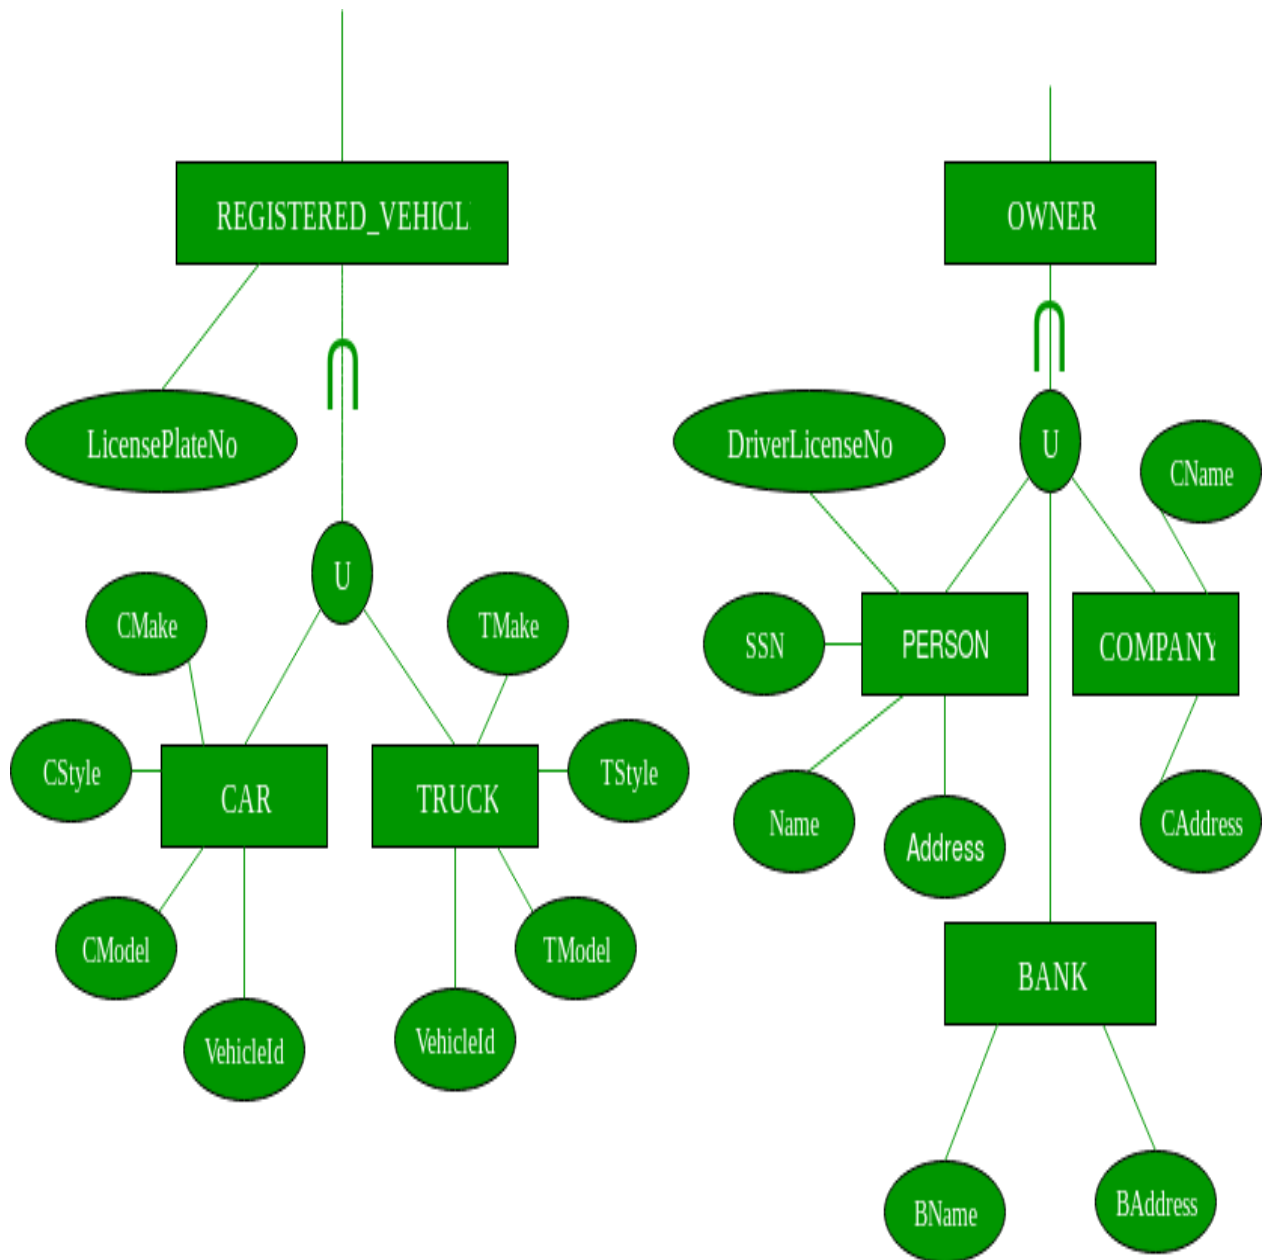 REGISTERED_VEHICL
OWNER
LicensePlateNo
DriverLicenseNo
U
CName
U
CMake
TMake
SSN
PERSON
COMPANY
CStyle
CAR
TRUCK
TStyle
Name
Address
CAddress
CModel
TModel
BANK
VehicleId
VehicleId
BName
BAddress